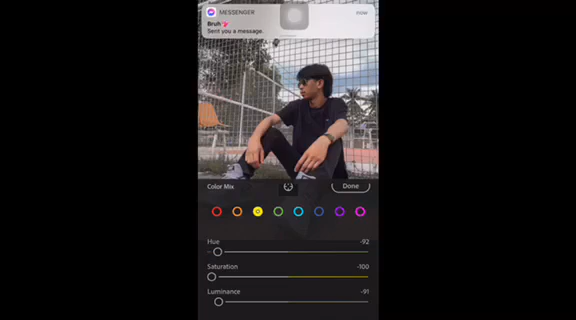 MESSENGER now
Bruh💖
Sent you a message.
Color Mix Done
Hue -92
Saturation -100
Luminance -91